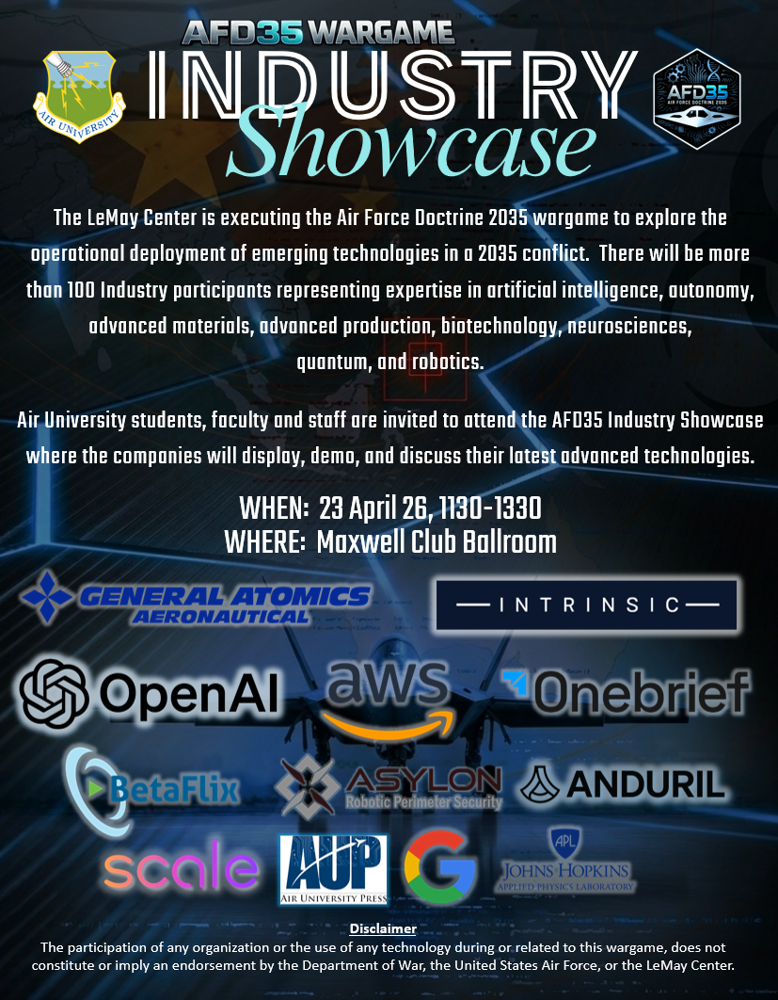 AFD35 WARGAME
INDUSTRY
Showcase
AIR UNIVERSITY
AFD35
AIR FORCE DOCTRINE 2035
The LeMay Center is executing the Air Force Doctrine 2035 wargame to explore the
operational deployment of emerging technologies in a 2035 conflict. There will be more
than 100 Industry participants representing expertise in artificial intelligence, autonomy,
advanced materials, advanced production, biotechnology, neurosciences,
quantum, and robotics.
Air University students, faculty and staff are invited to attend the AFD35 Industry Showcase
where the companies will display, demo, and discuss their latest advanced technologies.
WHEN: 23 April 26, 1130-1330
WHERE: Maxwell Club Ballroom
GENERAL ATOMICS
AERONAUTICAL
INTRINSIC
OpenAI
aws
Onebrief
BetaFlix
ASYLON
Robotic Perimeter Security
ANDURIL
scale
AUP
AIR UNIVERSITY PRESS
G
APL
JOHNS HOPKINS
APPLIED PHYSICS LABORATORY
Disclaimer
The participation of any organization or the use of any technology during or related to this wargame, does not
constitute or imply an endorsement by the Department of War, the United States Air Force, or the LeMay Center.